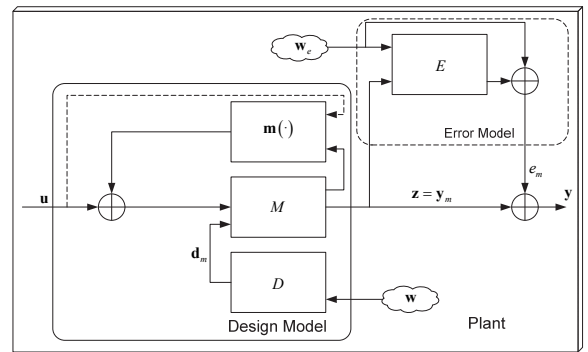 w_e
E
Error Model
m(·)
e_m
u
M
z = y_m
y
d_m
D
w
Design Model
Plant